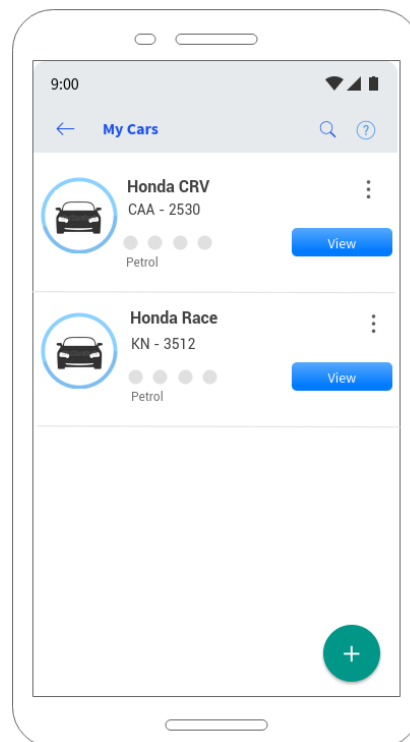 9:00
My Cars
?
Honda CRV
CAA - 2530
View
Petrol
Honda Race
KN - 3512
View
Petrol
+